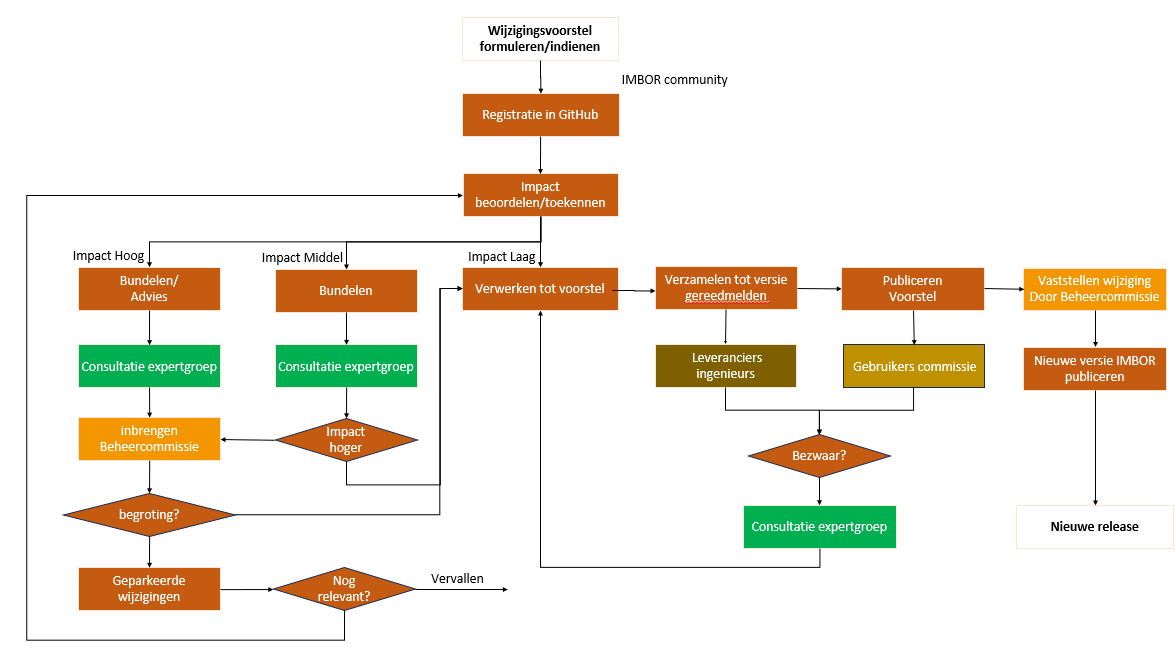 Wijzigingsvoorstel
formuleren/indienen
IMBOR community
Registratie in GitHub
Impact
beoordelen/toekennen
Impact Hoog
Impact Middel
Impact Laag
Bundelen/
Advies
Bundelen
Verwerken tot voorstel
Verzamelen tot versie
gereedmelden
Publiceren
Voorstel
Vaststellen wijziging
Door Beheercommissie
Consultatie expertgroep
Consultatie expertgroep
Leveranciers
ingenieurs
Gebruikers commissie
Nieuwe versie IMBOR
publiceren
inbrengen
Beheercommissie
Impact
hoger
Bezwaar?
begroting?
Consultatie expertgroep
Nieuwe release
Geparkeerde
wijzigingen
Nog
relevant?
Vervallen